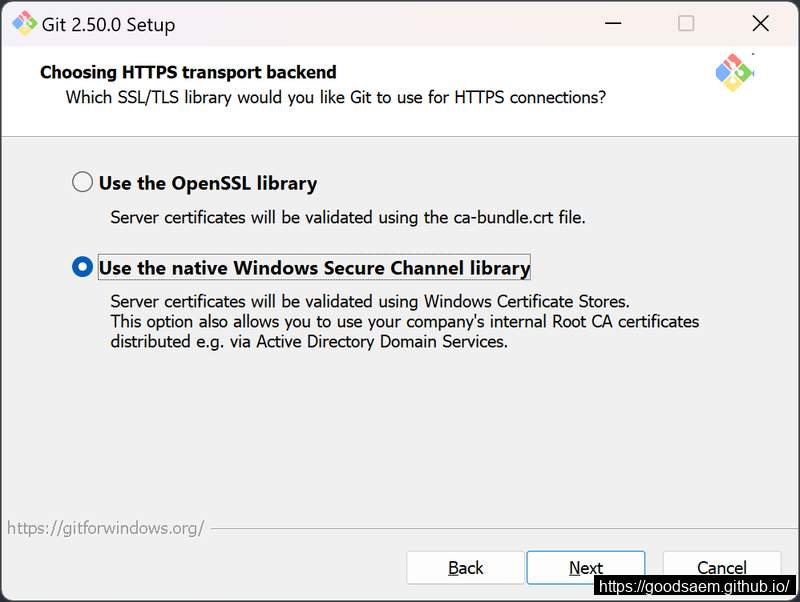 Git 2.50.0 Setup
Choosing HTTPS transport backend
Which SSL/TLS library would you like Git to use for HTTPS connections?
Use the OpenSSL library
Server certificates will be validated using the ca-bundle.crt file.
Use the native Windows Secure Channel library
Server certificates will be validated using Windows Certificate Stores.
This option also allows you to use your company's internal Root CA certificates
distributed e.g. via Active Directory Domain Services.
https://gitforwindows.org/
Back
Next
Cancel
https://goodsaem.github.io/